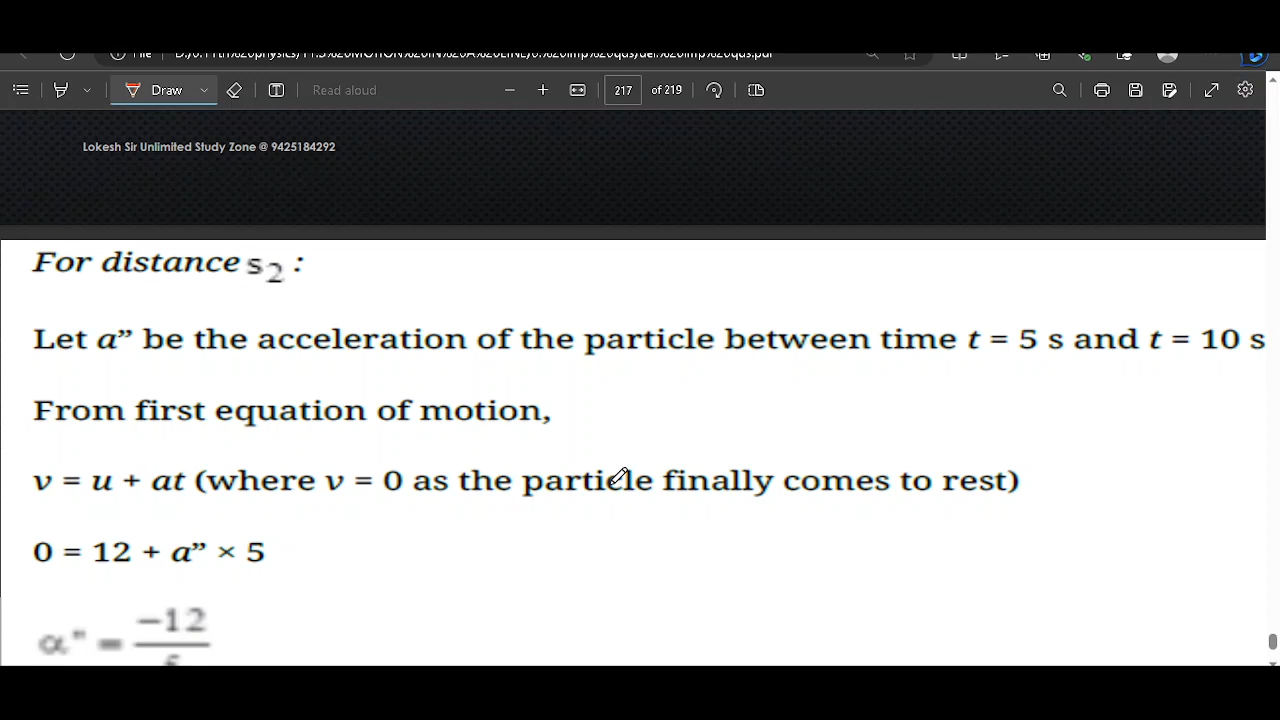 Draw
Read aloud
217
of 219
Lokesh Sir Unlimited Study Zone @ 9425184292
For distance s2 :
Let a” be the acceleration of the particle between time t = 5 s and t = 10 s
From first equation of motion,
v = u + at (where v = 0 as the particle finally comes to rest)
0 = 12 + a” × 5
α" = -12